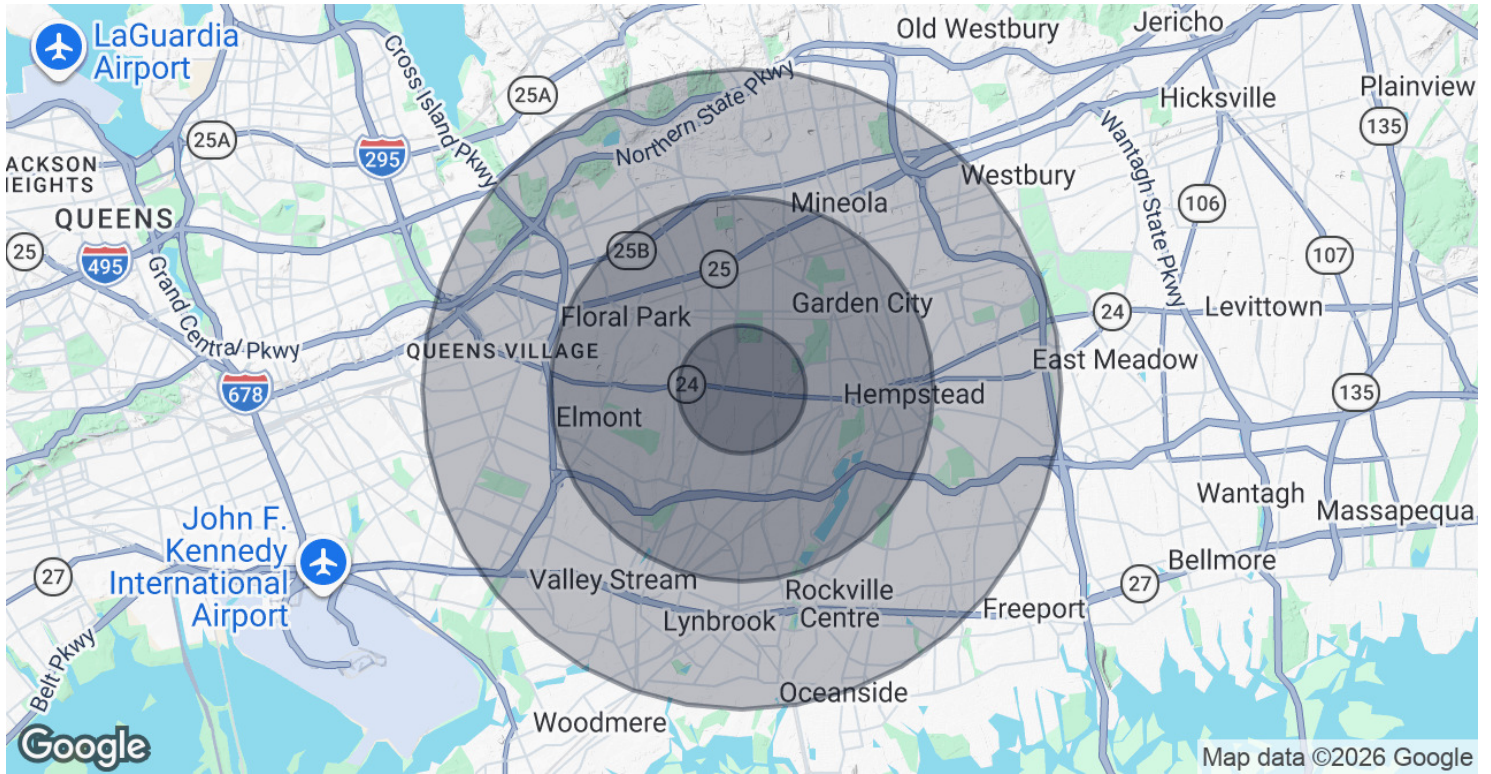 LaGuardia
Airport
Old Westbury
Jericho
Cross Island Pkwy
25A
Northern State Pkwy
Plainview
Hicksville
135
25A
295
Wantagh State Pkwy
ACKSON
HEIGHTS
Westbury
106
Mineola
QUEENS
25
25B
107
495
25
Grand Central Pkwy
Garden City
Levittown
24
Floral Park
QUEENS VILLAGE
East Meadow
678
24
135
Hempstead
Elmont
Wantagh
Massapequa
John F.
Kennedy
International
Airport
Bellmore
27
Valley Stream
27
Rockville
Centre
Freeport
Lynbrook
Belt Pkwy
Oceanside
Woodmere
Google
Map data ©2026 Google